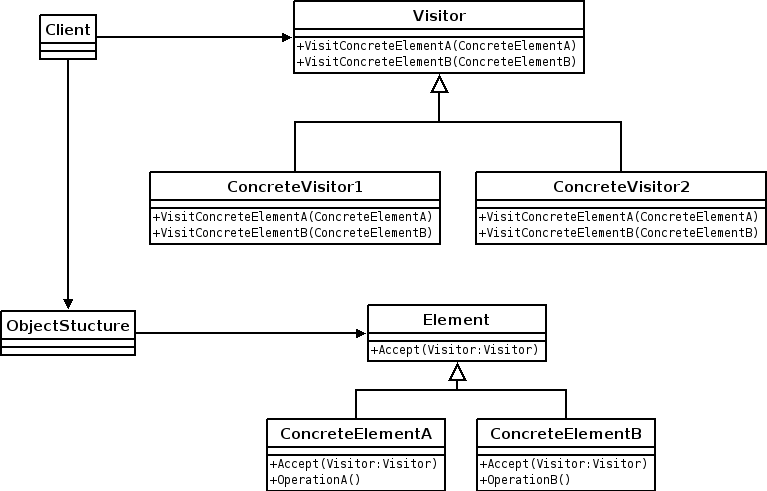 Client
Visitor
+VisitConcreteElementA(ConcreteElementA)
+VisitConcreteElementB(ConcreteElementB)
ConcreteVisitor1
+VisitConcreteElementA(ConcreteElementA)
+VisitConcreteElementB(ConcreteElementB)
ConcreteVisitor2
+VisitConcreteElementA(ConcreteElementA)
+VisitConcreteElementB(ConcreteElementB)
ObjectStucture
Element
+Accept(Visitor:Visitor)
ConcreteElementA
+Accept(Visitor:Visitor)
+OperationA()
ConcreteElementB
+Accept(Visitor:Visitor)
+OperationB()